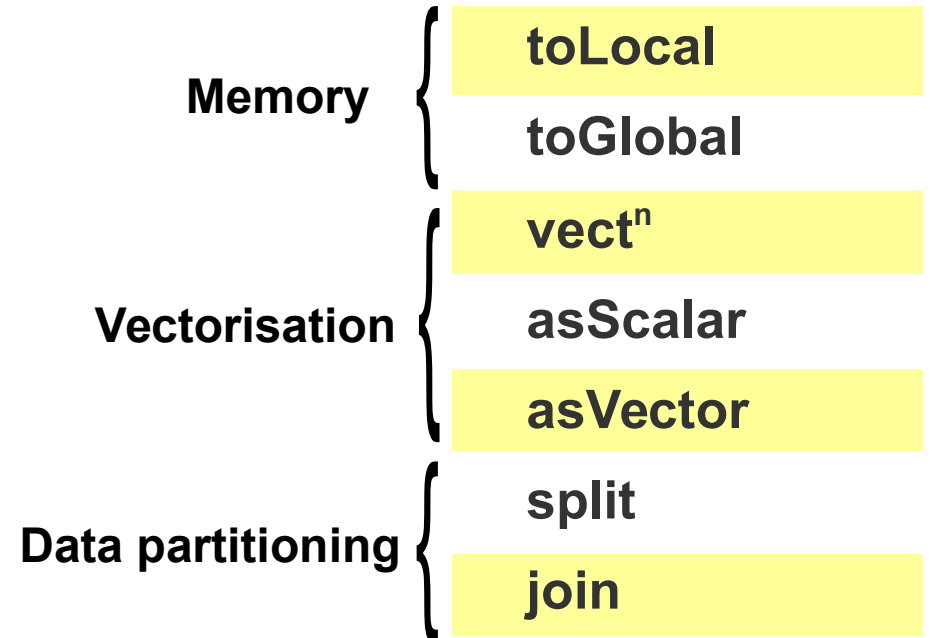 Memory
toLocal
toGlobal
Vectorisation
vectⁿ
asScalar
asVector
Data partitioning
split
join